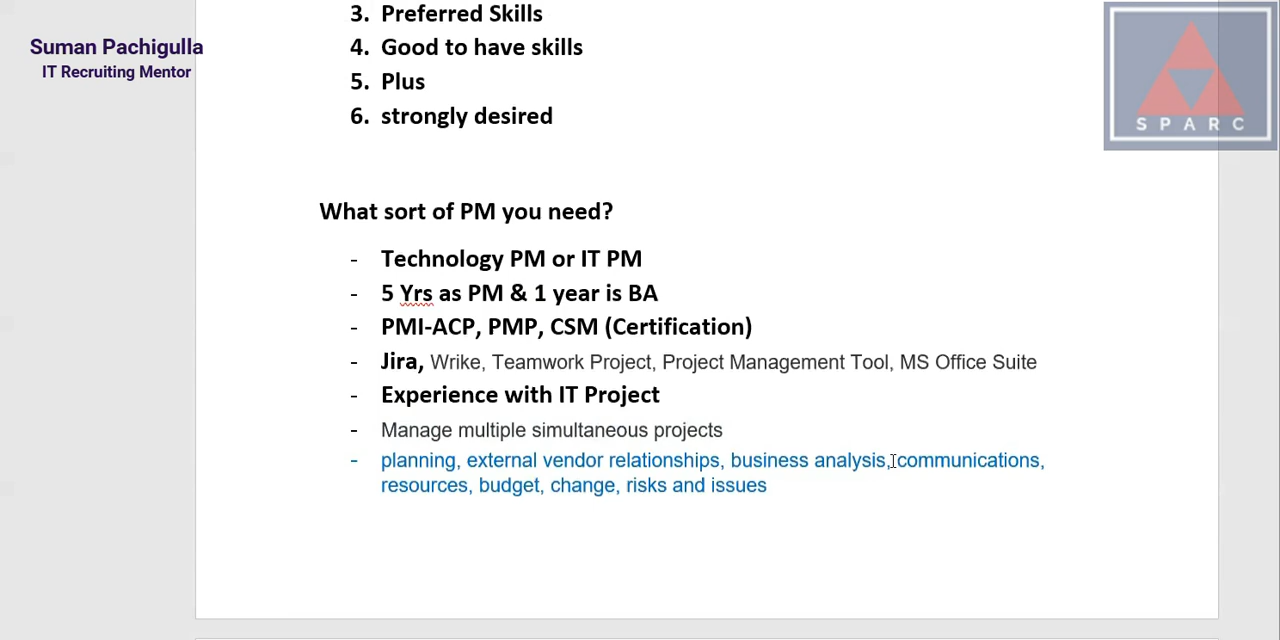 Suman Pachigulla
IT Recruiting Mentor
3. Preferred Skills
4. Good to have skills
5. Plus
6. strongly desired
SPARC
What sort of PM you need?
- Technology PM or IT PM
- 5 Yrs as PM & 1 year is BA
- PMI-ACP, PMP, CSM (Certification)
- Jira, Wrike, Teamwork Project, Project Management Tool, MS Office Suite
- Experience with IT Project
- Manage multiple simultaneous projects
- planning, external vendor relationships, business analysis, communications,
resources, budget, change, risks and issues